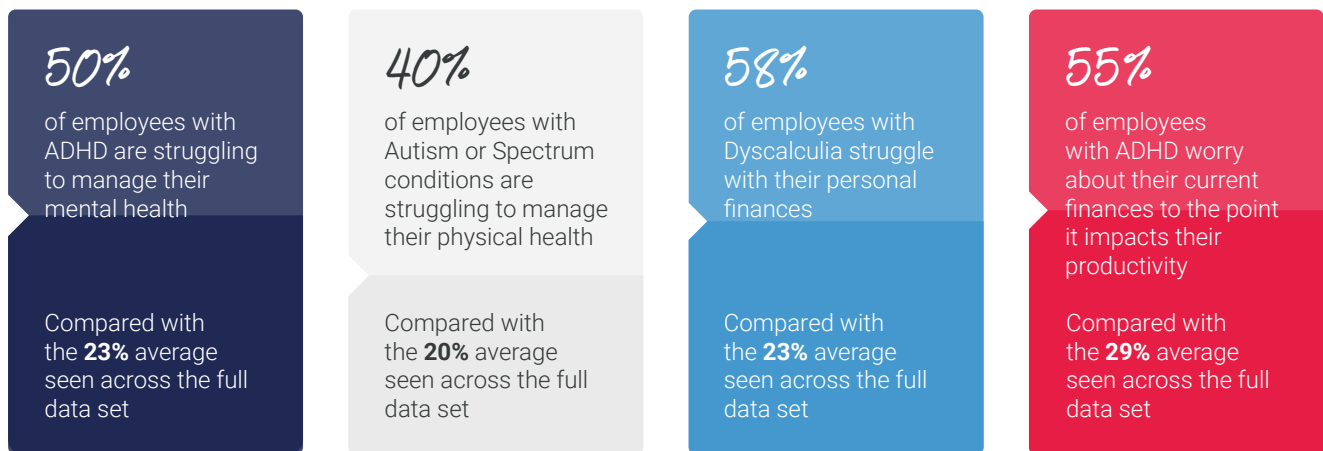 50%
of employees with
ADHD are struggling
to manage their
mental health
Compared with
the 23% average
seen across the full
data set
40%
of employees with
Autism or Spectrum
conditions are
struggling to manage
their physical health
Compared with
the 20% average
seen across the full
data set
58%
of employees with
Dyscalculia struggle
with their personal
finances
Compared with
the 23% average
seen across the full
data set
55%
of employees
with ADHD worry
about their current
finances to the point
it impacts their
productivity
Compared with
the 29% average
seen across the full
data set